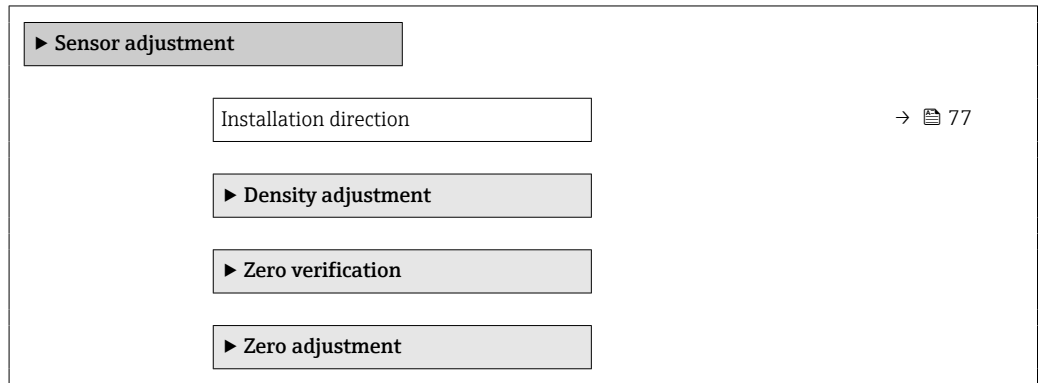 ▶ Sensor adjustment
Installation direction → 77
▶ Density adjustment
▶ Zero verification
▶ Zero adjustment